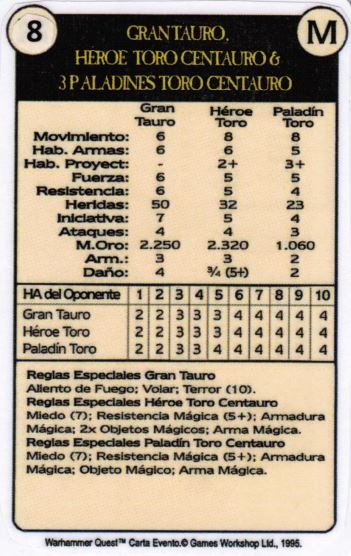 8
M
GRAN TAURO,
HÉROE TORO CENTAURO &
3 PALADINES TORO CENTAURO
Gran Tauro Héroe Toro Paladín Toro
Movimiento: 6 8 8
Hab. Armas: 6 6 5
Hab. Proyect: - 2+ 3+
Fuerza: 6 5 5
Resistencia: 6 5 4
Heridas: 50 32 23
Iniciativa: 7 5 4
Ataques: 4 4 3
M.Oro: 2.250 2.320 1.060
Arm.: 3 3 2
Daño: 4 ¾ (5+) 2
HA del Oponente 1 2 3 4 5 6 7 8 9 10
Gran Tauro 2 2 3 3 4 4 4 4 4 4
Héroe Toro 2 2 3 3 4 4 4 4 4 4
Paladín Toro 2 2 3 3 4 4 4 4 4 4
Reglas Especiales Gran Tauro
Aliento de Fuego; Volar; Terror (10).
Reglas Especiales Héroe Toro Centauro
Miedo (7); Resistencia Mágica (5+); Armadura
Mágica; 2x Objetos Mágicos; Arma Mágica.
Reglas Especiales Paladín Toro Centauro
Miedo (7); Resistencia Mágica (5+); Armadura
Mágica; Objeto Mágico; Arma Mágica.
Warhammer Quest™ Carta Evento.© Games Workshop Ltd., 1995.